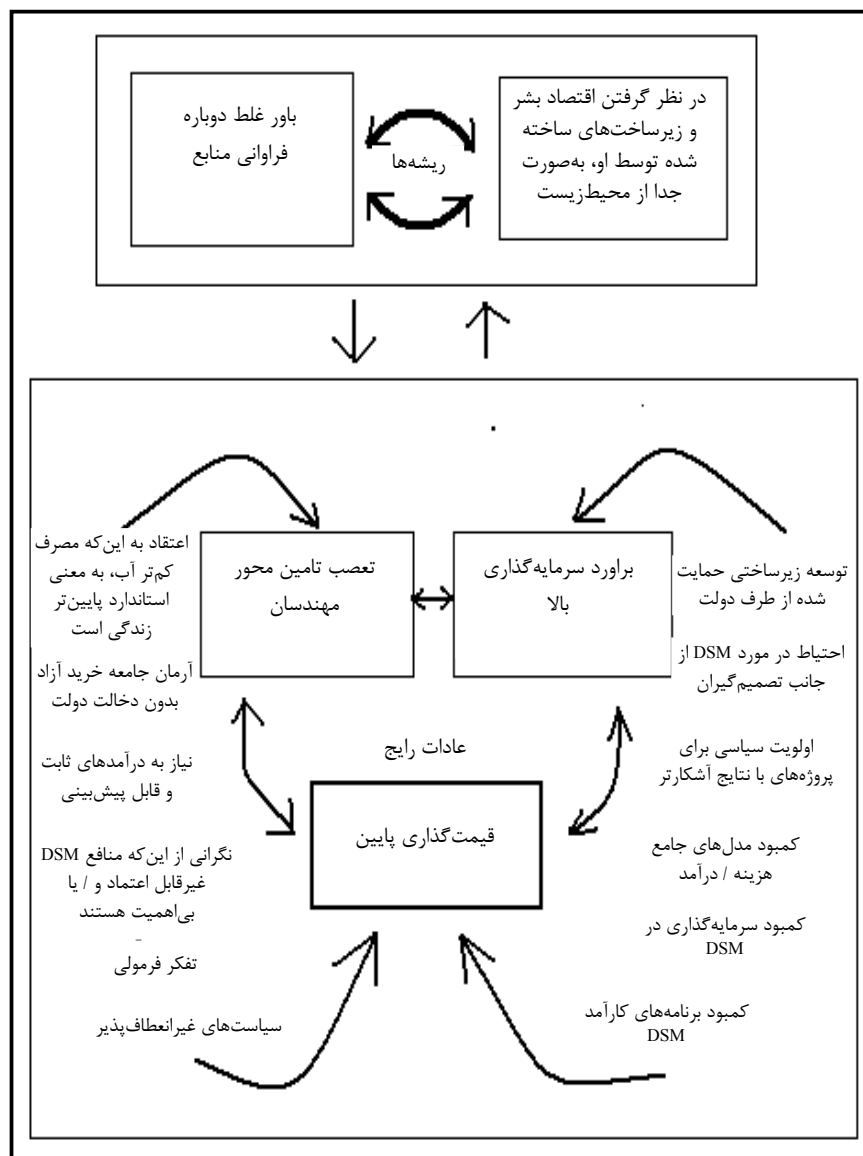 در نظر گرفتن اقتصاد بشر
و زیرساخت‌های ساخته
شده توسط او، به‌صورت
جدا از محیط‌زیست
ریشه‌ها
باور غلط دوباره
فراوانی منابع
توسعه زیرساختی حمایت
شده از طرف دولت
احتیاط در مورد DSM از
جانب تصمیم‌گیران
اولویت سیاسی برای
پروژه‌های با نتایج آشکارتر
کمبود مدل‌های جامع
هزینه / درآمد
کمبود سرمایه‌گذاری در
DSM
کمبود برنامه‌های کارآمد
DSM
براورد سرمایه‌گذاری
بالا
تعصب تامین محور
مهندسان
عادات رایج
قیمت‌گذاری پایین
اعتقاد به این‌که مصرف
کم‌تر آب، به معنی
استاندارد پایین‌تر
زندگی است
آرمان جامعه خرید آزاد
بدون دخالت دولت
نیاز به درآمدهای ثابت
و قابل پیش‌بینی
نگرانی از این‌که منافع DSM
غیرقابل اعتماد و / یا
بی‌اهمیت هستند
-
تفکر فرمولی
سیاست‌های غیرانعطاف‌پذیر